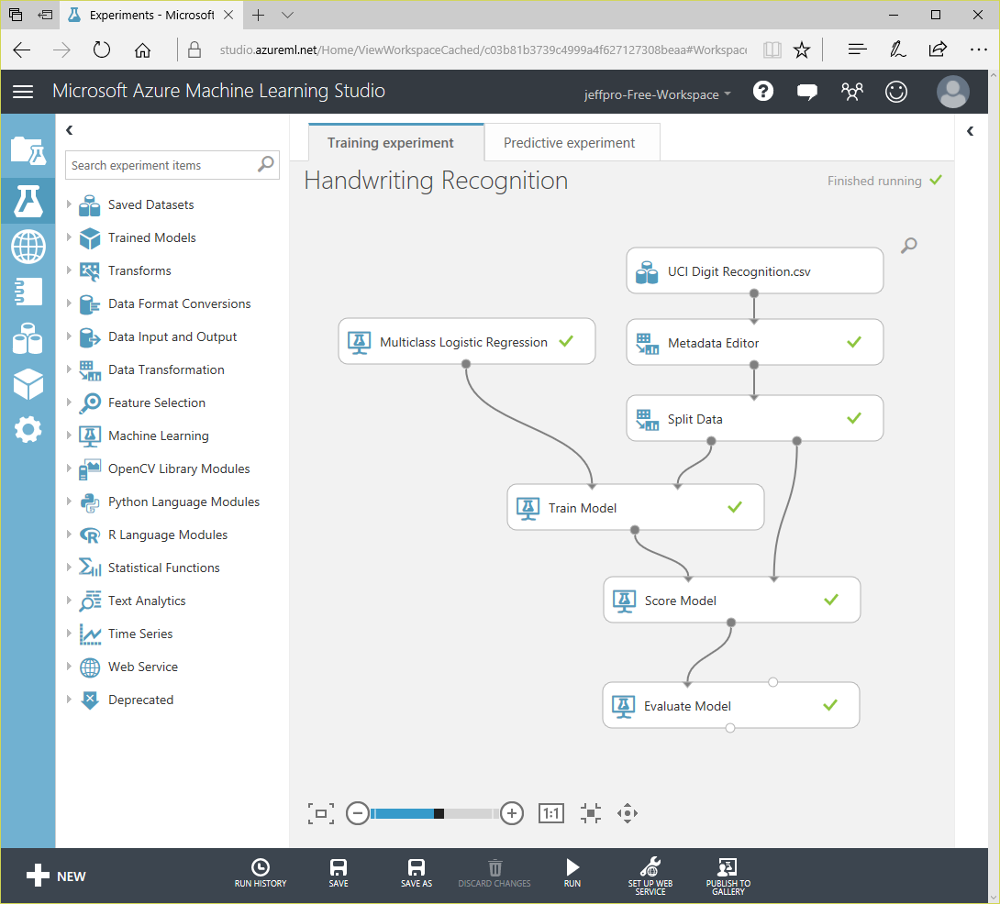 Experiments - Microsoft
studio.azureml.net/Home/ViewWorkspaceCached/c03b81b3739c4999a4f627127308beaa#Workspac
Microsoft Azure Machine Learning Studio
jeffpro-Free-Workspace
Training experiment
Predictive experiment
Search experiment items
Handwriting Recognition
Finished running
Saved Datasets
Trained Models
Transforms
Data Format Conversions
Data Input and Output
Data Transformation
Feature Selection
Machine Learning
OpenCV Library Modules
Python Language Modules
R Language Modules
Statistical Functions
Text Analytics
Time Series
Web Service
Deprecated
UCI Digit Recognition.csv
Multiclass Logistic Regression
Metadata Editor
Split Data
Train Model
Score Model
Evaluate Model
1:1
NEW
RUN HISTORY
SAVE
SAVE AS
DISCARD CHANGES
RUN
SET UP WEB
SERVICE
PUBLISH TO
GALLERY